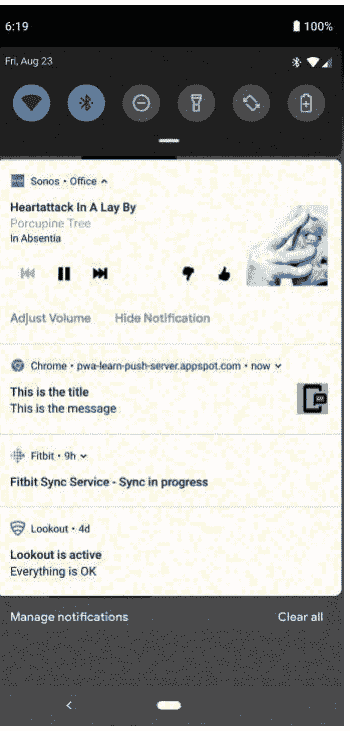 6:19 100%
Fri, Aug 23
Sonos • Office
Heartattack In A Lay By
Porcupine Tree
In Absentia
Adjust Volume Hide Notification
Chrome • pwa-learn-push-server.appspot.com • now
This is the title
This is the message
Fitbit • 9h
Fitbit Sync Service - Sync in progress
Lookout • 4d
Lookout is active
Everything is OK
Manage notifications Clear all